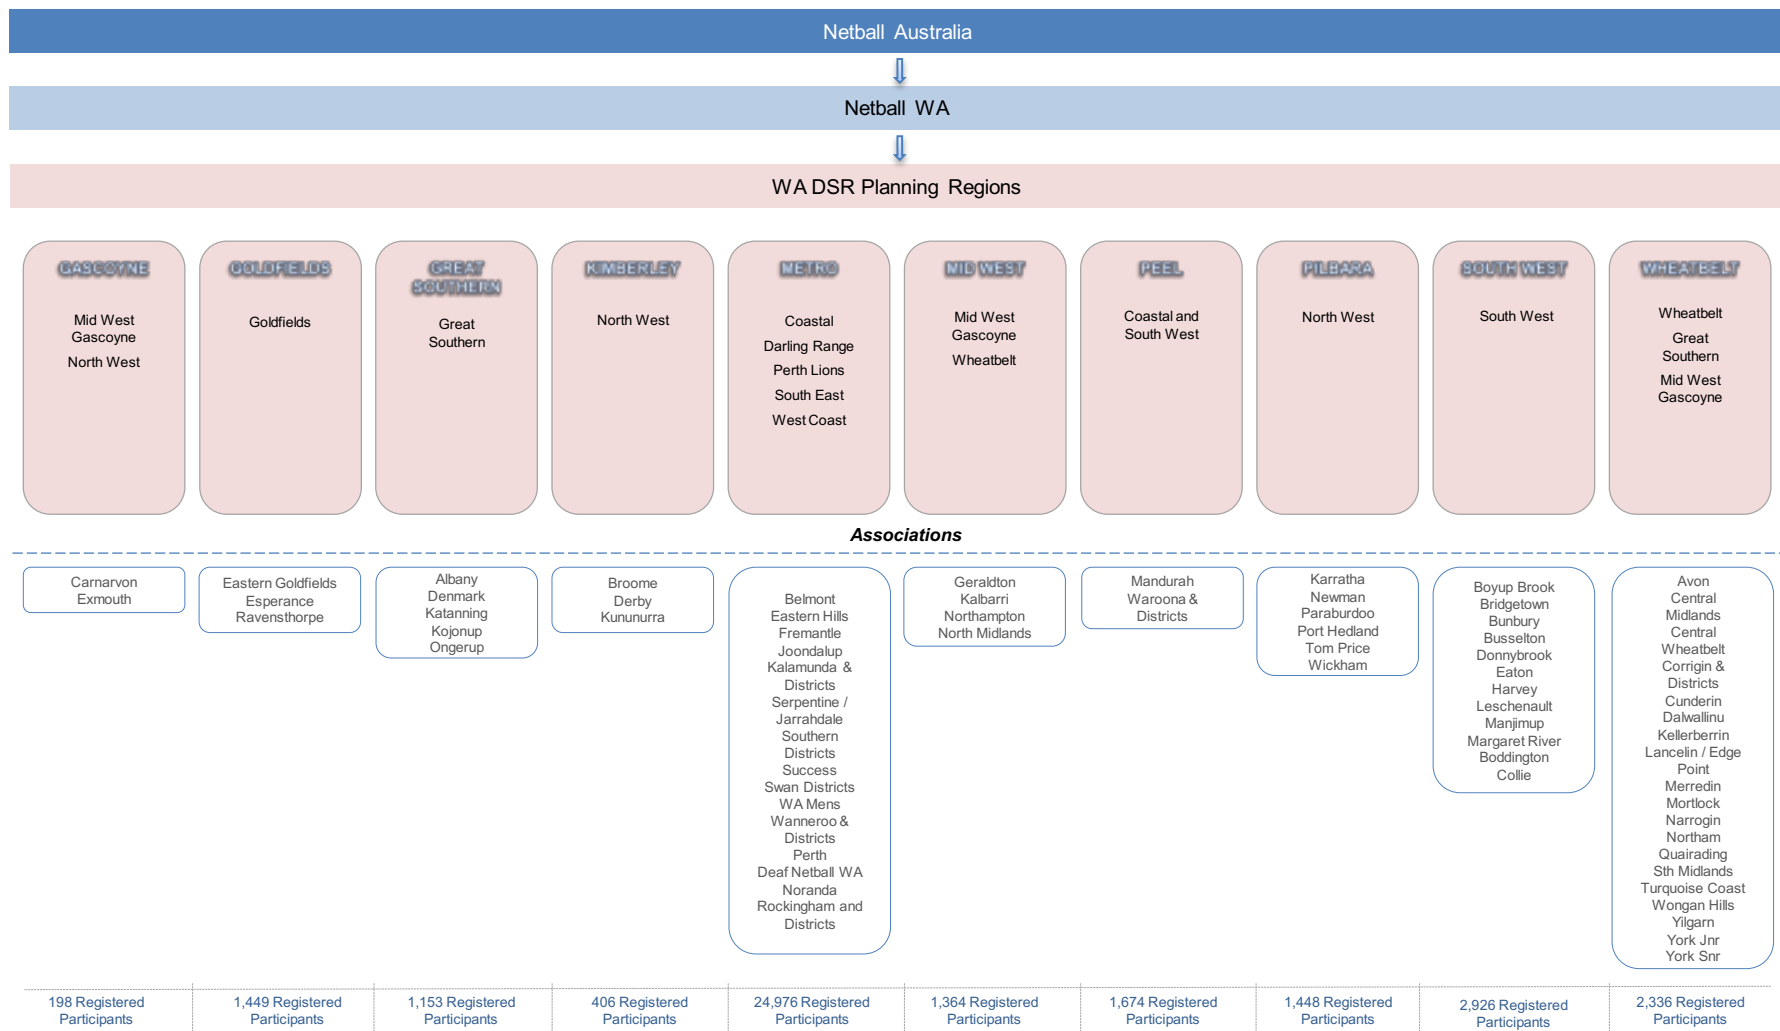 Netball Australia
Netball WA
WA DSR Planning Regions
GASCOYNE
Mid West
Gascoyne
North West
GOLDFIELDS
Goldfields
GREAT
SOUTHERN
Great
Southern
KIMBERLEY
North West
METRO
Coastal
Darling Range
Perth Lions
South East
West Coast
MID WEST
Mid West
Gascoyne
Wheatbelt
PEEL
Coastal and
South West
PILBARA
North West
SOUTH WEST
South West
WHEATBELT
Wheatbelt
Great
Southern
Mid West
Gascoyne
Associations
Carnarvon
Exmouth
Eastern Goldfields
Esperance
Ravensthorpe
Albany
Denmark
Katanning
Kojonup
Ongerup
Broome
Derby
Kununurra
Belmont
Eastern Hills
Fremantle
Joondalup
Kalamunda &
Districts
Serpentine /
Jarrahdale
Southern
Districts
Success
Swan Districts
WA Mens
Wanneroo &
Districts
Perth
Deaf Netball WA
Noranda
Rockingham and
Districts
Geraldton
Kalbarri
Northampton
North Midlands
Mandurah
Waroona &
Districts
Karratha
Newman
Paraburdoo
Port Hedland
Tom Price
Wickham
Boyup Brook
Bridgetown
Bunbury
Busselton
Donnybrook
Eaton
Harvey
Leschenault
Manjimup
Margaret River
Boddington
Collie
Avon
Central
Midlands
Central
Wheatbelt
Corrigin &
Districts
Cunderin
Dalwallinu
Kellerberrin
Lancelin / Edge
Point
Merredin
Mortlock
Narrogin
Northam
Quairading
Sth Midlands
Turquoise Coast
Wongan Hills
Yilgarn
York Jnr
York Snr
198 Registered
Participants
1,449 Registered
Participants
1,153 Registered
Participants
406 Registered
Participants
24,976 Registered
Participants
1,364 Registered
Participants
1,674 Registered
Participants
1,448 Registered
Participants
2,926 Registered
Participants
2,336 Registered
Participants